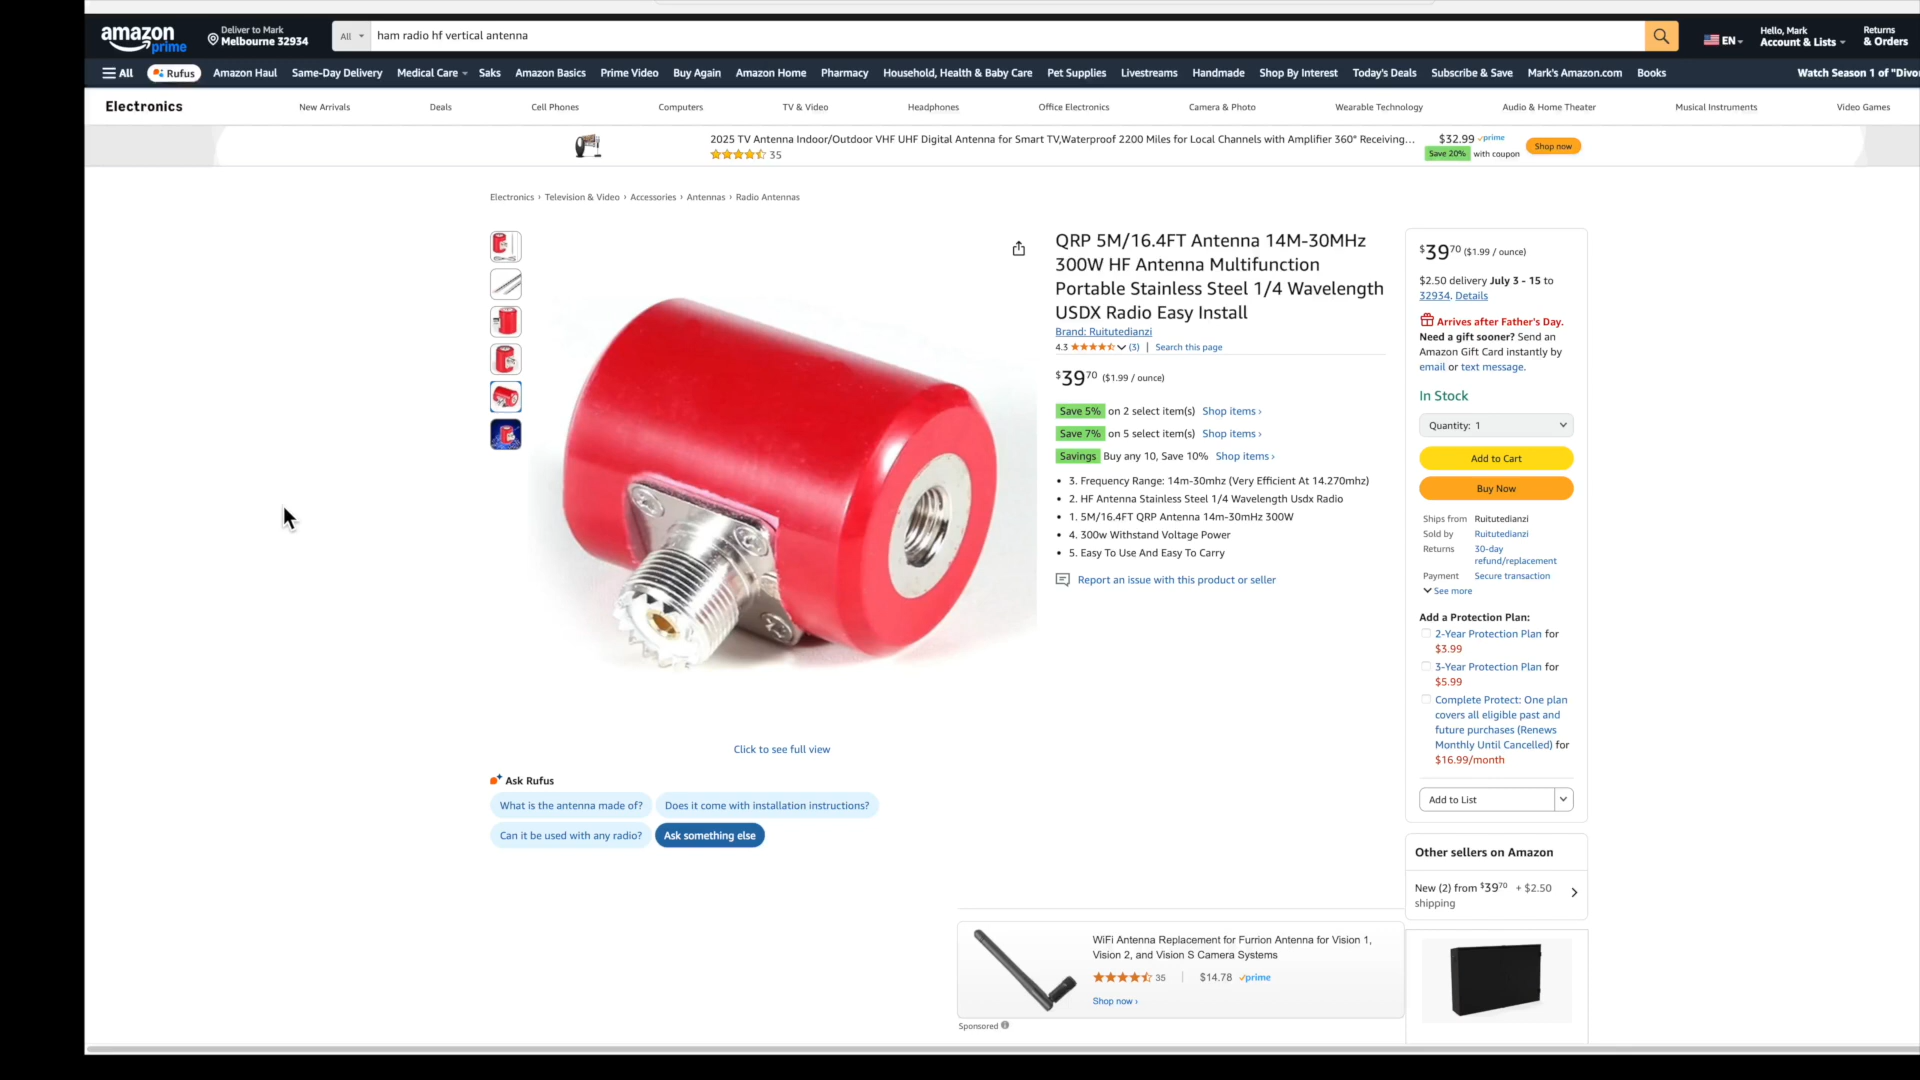 amazon
prime
Deliver to Mark
Melbourne 32934
All
ham radio hf vertical antenna
EN
Hello, Mark
Account & Lists
Returns
& Orders
All
Rufus
Amazon Haul
Same-Day Delivery
Medical Care
Saks
Amazon Basics
Prime Video
Buy Again
Amazon Home
Pharmacy
Household, Health & Baby Care
Pet Supplies
Livestreams
Handmade
Shop By Interest
Today's Deals
Subscribe & Save
Mark's Amazon.com
Books
Watch Season 1 of "Divo
Electronics
New Arrivals
Deals
Cell Phones
Computers
TV & Video
Headphones
Office Electronics
Camera & Photo
Wearable Technology
Audio & Home Theater
Musical Instruments
Video Games
2025 TV Antenna Indoor/Outdoor VHF UHF Digital Antenna for Smart TV,Waterproof 2200 Miles for Local Channels with Amplifier 360° Receiving...
35
$32.99 prime
Save 20% with coupon
Shop now
Electronics › Television & Video › Accessories › Antennas › Radio Antennas
QRP 5M/16.4FT Antenna 14M-30MHz
300W HF Antenna Multifunction
Portable Stainless Steel 1/4 Wavelength
USDX Radio Easy Install
Brand: Ruitutedianzi
4.3 (3) | Search this page
$39.70 ($1.99 / ounce)
Save 5% on 2 select item(s) Shop items ›
Save 7% on 5 select item(s) Shop items ›
Savings Buy any 10, Save 10% Shop items ›
• 3. Frequency Range: 14m-30mhz (Very Efficient At 14.270mhz)
• 2. HF Antenna Stainless Steel 1/4 Wavelength Usdx Radio
• 1. 5M/16.4FT QRP Antenna 14m-30mHz 300W
• 4. 300w Withstand Voltage Power
• 5. Easy To Use And Easy To Carry
Report an issue with this product or seller
Click to see full view
Ask Rufus
What is the antenna made of?
Does it come with installation instructions?
Can it be used with any radio?
Ask something else
$39.70 ($1.99 / ounce)
$2.50 delivery July 3 - 15 to
32934. Details
Arrives after Father's Day.
Need a gift sooner? Send an
Amazon Gift Card instantly by
email or text message.
In Stock
Quantity: 1
Add to Cart
Buy Now
Ships from Ruitutedianzi
Sold by Ruitutedianzi
Returns 30-day
refund/replacement
Payment Secure transaction
See more
Add a Protection Plan:
2-Year Protection Plan for
$3.99
3-Year Protection Plan for
$5.99
Complete Protect: One plan
covers all eligible past and
future purchases (Renews
Monthly Until Cancelled) for
$16.99/month
Add to List
Other sellers on Amazon
New (2) from $39.70 + $2.50
shipping
WiFi Antenna Replacement for Furrion Antenna for Vision 1,
Vision 2, and Vision S Camera Systems
35 | $14.78 prime
Shop now ›
Sponsored